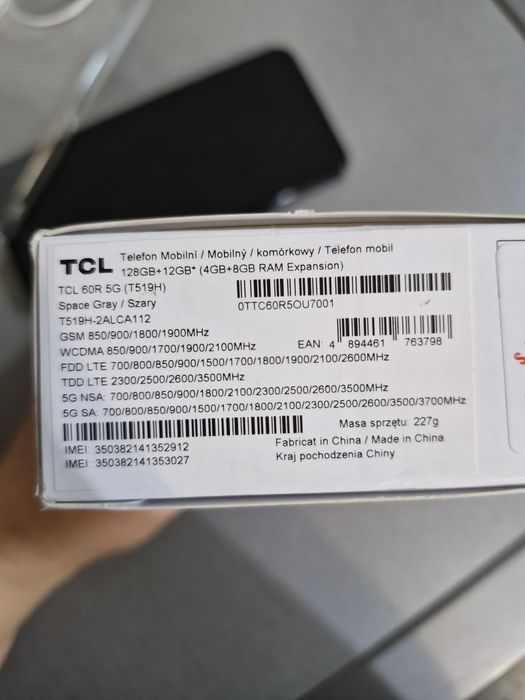 TCL Telefon Mobilní / Mobilný / komórkowy / Telefon mobil
128GB+12GB* (4GB+8GB RAM Expansion)
TCL 60R 5G (T519H)
Space Gray / Szary
0TTC60R5OU7001
T519H-2ALCA112
GSM 850/900/1800/1900MHz
WCDMA 850/900/1700/1900/2100MHz
EAN: 4 894461 763798
FDD LTE 700/800/850/900/1500/1700/1800/1900/2100/2600MHz
TDD LTE 2300/2500/2600/3500MHz
5G NSA: 700/800/850/900/1800/2100/2300/2500/2600/3500MHz
5G SA: 700/800/850/900/1500/1700/1800/2100/2300/2500/2600/3500/3700MHz
Masa sprzętu: 227g
IMEI: 350382141352912
IMEI: 350382141353027
Fabricat in China / Made in China
Kraj pochodzenia Chiny